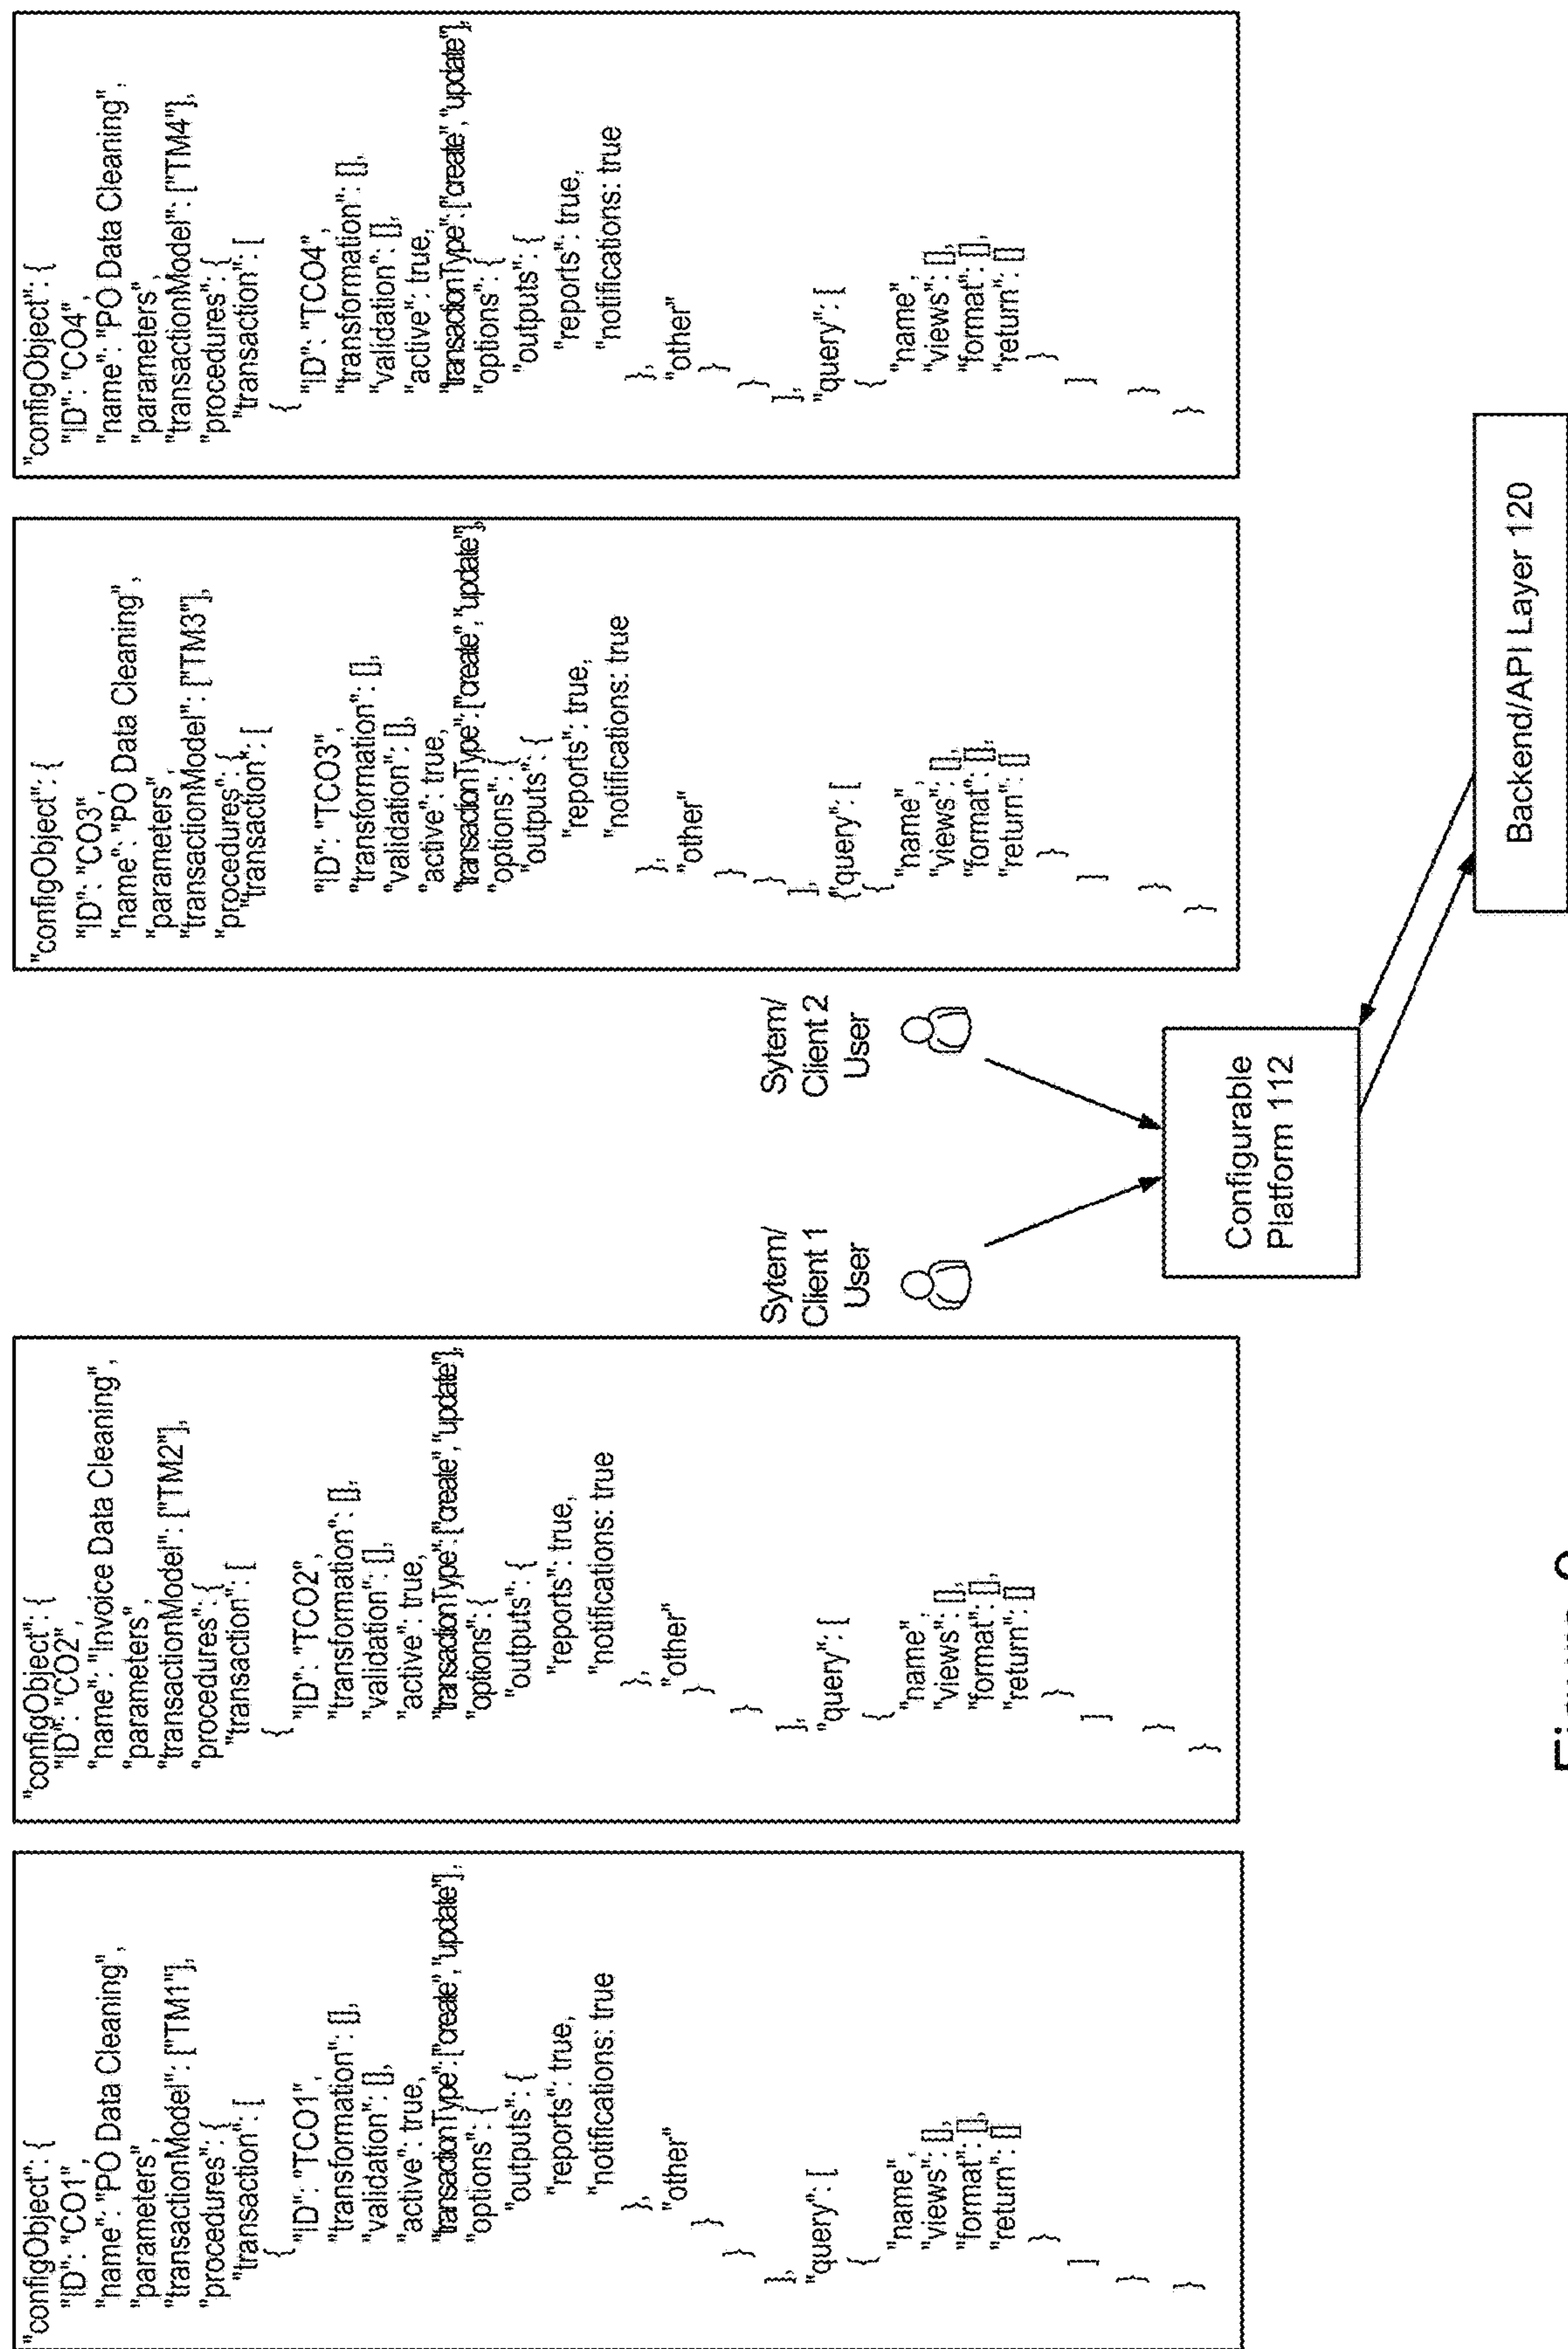 "configObject": {
"ID": "CO1",
"name": "PO Data Cleaning",
"parameters",
"transactionModel": ["TM1"],
"procedures": {
"transaction": [
{
"ID": "TCO1",
"transformation": [],
"validation": [],
"active": true,
"transactionType": ["create", "update"],
"options": {
"outputs": {
"reports": true,
"notifications: true
},
"other"
}
}
],
"query": [
{
"name",
"views": [],
"format": [],
"return": []
}
]
}
}
"configObject": {
"ID": "CO2",
"name": "Invoice Data Cleaning",
"parameters",
"transactionModel": ["TM2"],
"procedures": {
"transaction": [
{
"ID": "TCO2",
"transformation": [],
"validation": [],
"active": true,
"transactionType": ["create", "update"],
"options": {
"outputs": {
"reports": true,
"notifications: true
},
"other"
}
}
],
"query": [
{
"name",
"views": [],
"format": [],
"return": []
}
]
}
}
Sytem/
Client 1
User
Sytem/
Client 2
User
Configurable
Platform 112
Backend/API Layer 120
"configObject": {
"ID": "CO3",
"name": "PO Data Cleaning",
"parameters",
"transactionModel": ["TM3"],
"procedures": {
"transaction": [
"ID": "TCO3",
"transformation": [],
"validation": [],
"active": true,
"transactionType": ["create", "update"],
"options": {
"outputs": {
"reports": true,
"notifications: true
},
"other"
}
}
],
{"query": [
{
"name",
"views": [],
"format": [],
"return": []
}
]
}
}
"configObject": {
"ID": "CO4",
"name": "PO Data Cleaning",
"parameters",
"transactionModel": ["TM4"],
"procedures": {
"transaction": [
{
"ID": "TCO4",
"transformation": [],
"validation": [],
"active": true,
"transactionType": ["create", "update"],
"options": {
"outputs": {
"reports": true,
"notifications: true
},
"other"
}
}
],
"query": [
{
"name",
"views": [],
"format": [],
"return": []
}
]
}
}
Figure